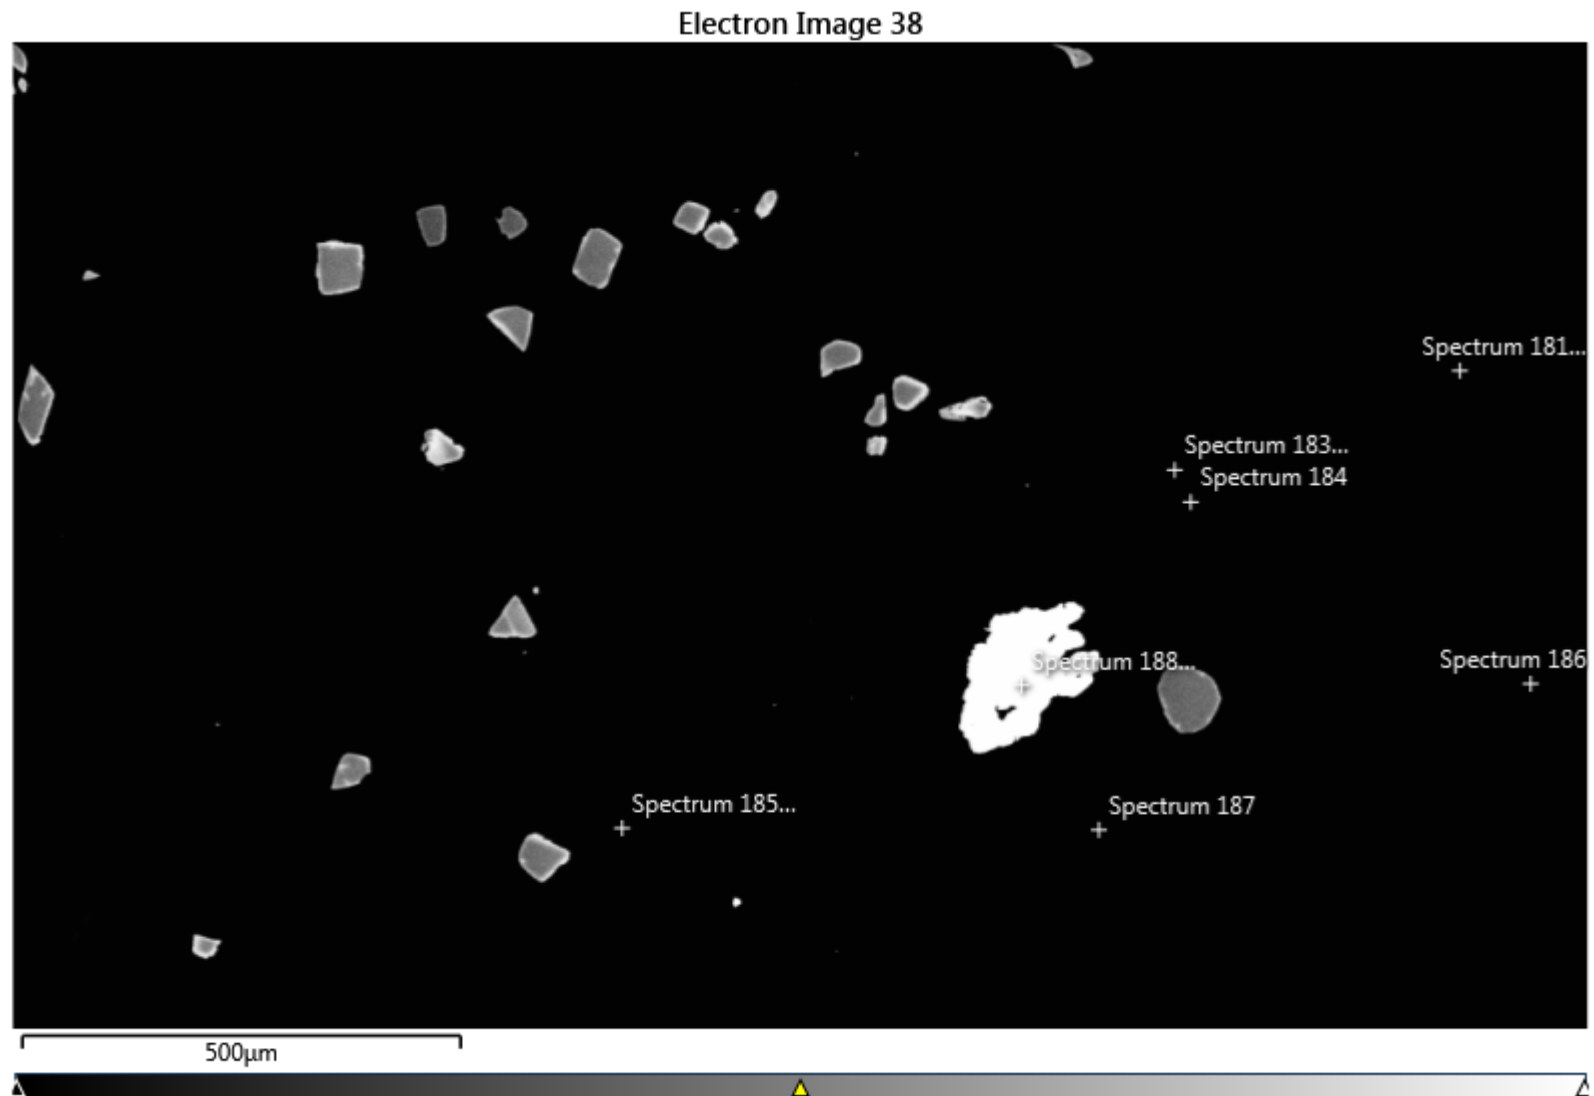 Electron Image 38
Spectrum 181...
Spectrum 183...
Spectrum 184
Spectrum 188...
Spectrum 186
Spectrum 185...
Spectrum 187
500µm